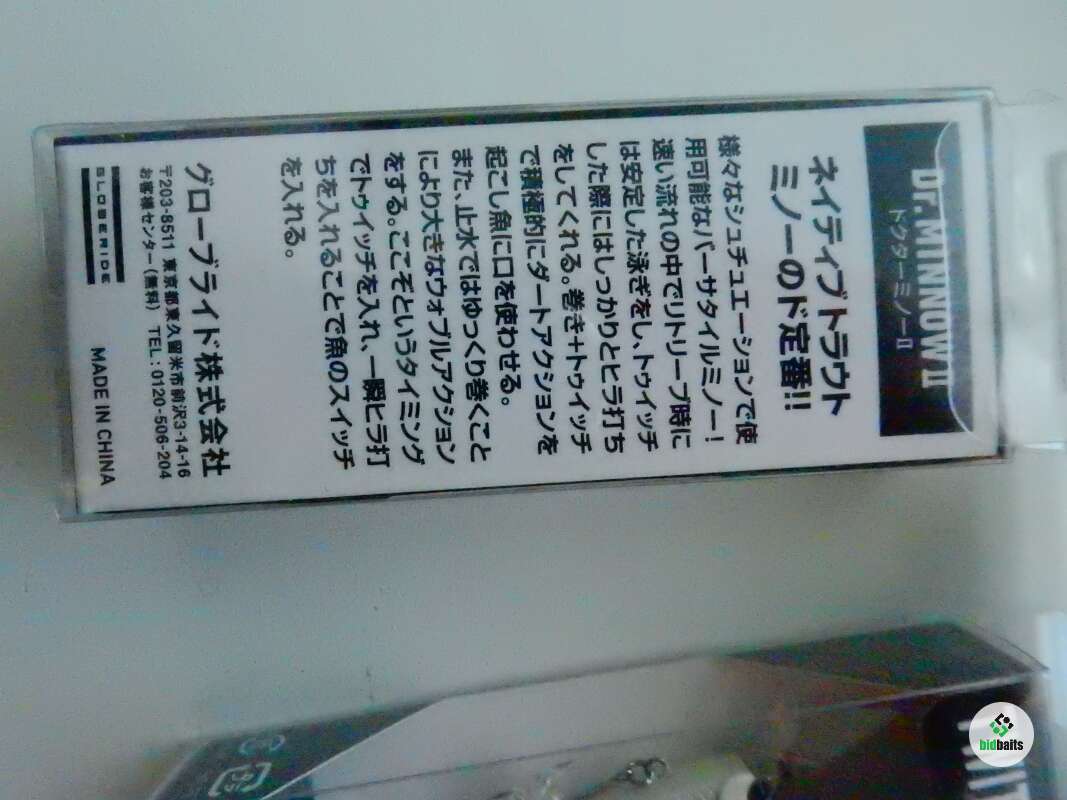 Dr.MINNOW II
ドクターミノーII
ネイティブトラウト
ミノーのド定番!!
様々なシュチュエーションで使
用可能なバーサタイルミノー!
速い流れの中でリトリーブ時に
は安定した泳ぎをし、トゥイッチ
した際にはしっかりとヒラ打ち
をしてくれる。巻き+トゥイッチ
で積極的にダートアクションを
起こし魚に口を使わせる。
また、止水ではゆっくり巻くこと
により大きなウォブルアクション
をする。ここぞというタイミング
でトゥイッチを入れ、一瞬ヒラ打
ちを入れることで魚のスイッチ
を入れる。
グローブライド株式会社
〒203-8511 東京都東久留米市前沢3-14-16
お客様センター(無料) TEL:0120-506-204
GLOBERIDE
MADE IN CHINA
bidbaits